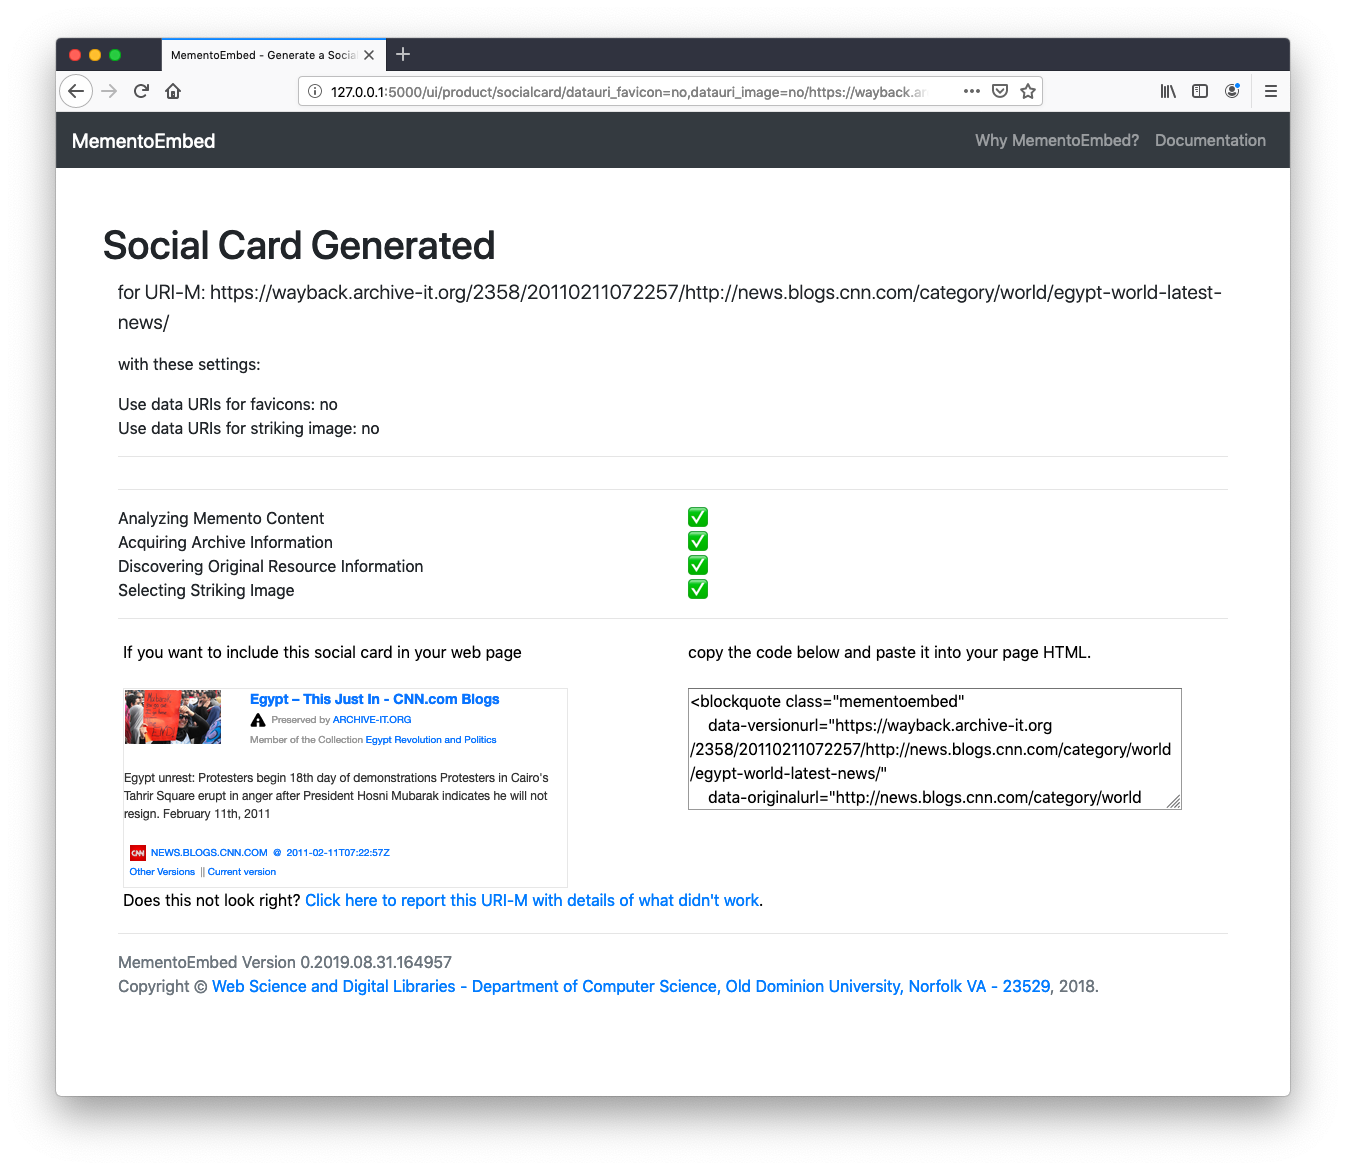 MementoEmbed - Generate a Socia
127.0.0.1:5000/ui/product/socialcard/datauri_favicon=no,datauri_image=no/https://wayback.ar
MementoEmbed
Why MementoEmbed? Documentation
Social Card Generated
for URI-M: https://wayback.archive-it.org/2358/20110211072257/http://news.blogs.cnn.com/category/world/egypt-world-latest-
news/
with these settings:
Use data URIs for favicons: no
Use data URIs for striking image: no
Analyzing Memento Content
Acquiring Archive Information
Discovering Original Resource Information
Selecting Striking Image
If you want to include this social card in your web page
copy the code below and paste it into your page HTML.
Egypt – This Just In - CNN.com Blogs
Preserved by ARCHIVE-IT.ORG
Member of the Collection Egypt Revolution and Politics
Egypt unrest: Protesters begin 18th day of demonstrations Protesters in Cairo's
Tahrir Square erupt in anger after President Hosni Mubarak indicates he will not
resign. February 11th, 2011
CNN NEWS.BLOGS.CNN.COM @ 2011-02-11T07:22:57Z
Other Versions || Current version
<blockquote class="mementoembed"
data-versionurl="https://wayback.archive-it.org
/2358/20110211072257/http://news.blogs.cnn.com/category/world
/egypt-world-latest-news/"
data-originalurl="http://news.blogs.cnn.com/category/world
Does this not look right? Click here to report this URI-M with details of what didn't work.
MementoEmbed Version 0.2019.08.31.164957
Copyright © Web Science and Digital Libraries - Department of Computer Science, Old Dominion University, Norfolk VA - 23529, 2018.